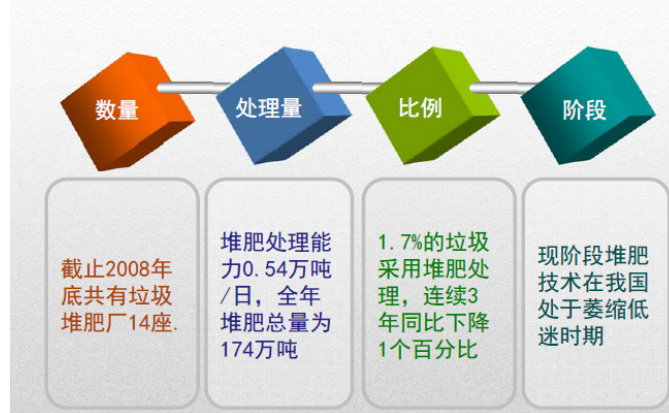 数量
处理量
比例
阶段
截止2008年
底共有垃圾
堆肥厂14座.
堆肥处理能
力0.54万吨
/日，全年
堆肥总量为
174万吨
1.7%的垃圾
采用堆肥处
理，连续3
年同比下降
1个百分比
现阶段堆肥
技术在我国
处于萎缩低
迷时期